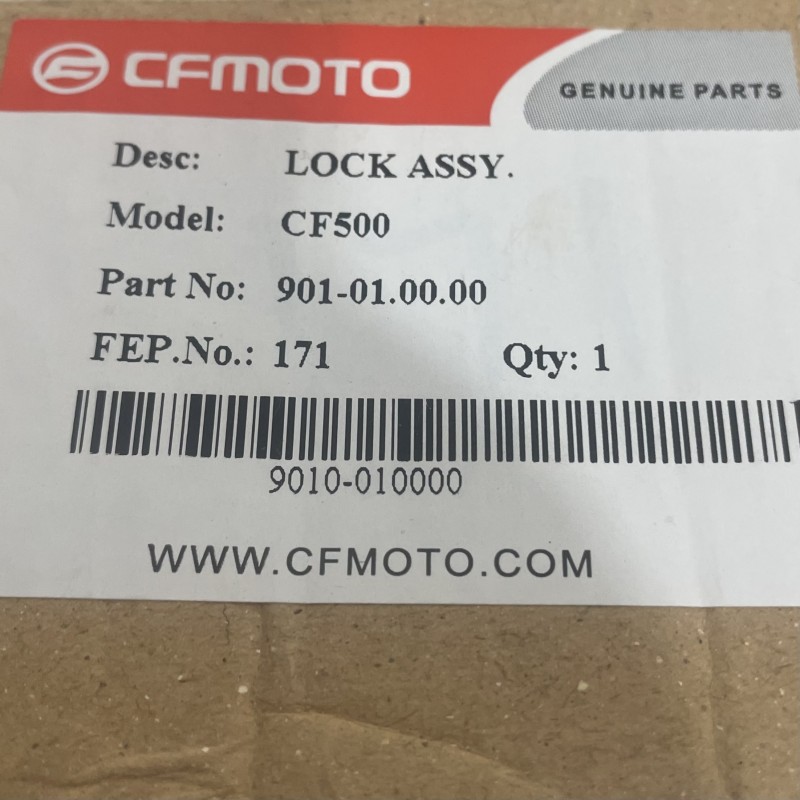 CFMOTO GENUINE PARTS
Desc: LOCK ASSY.
Model: CF500
Part No: 901-01.00.00
FEP.No.: 171 Qty: 1
9010-010000
WWW.CFMOTO.COM